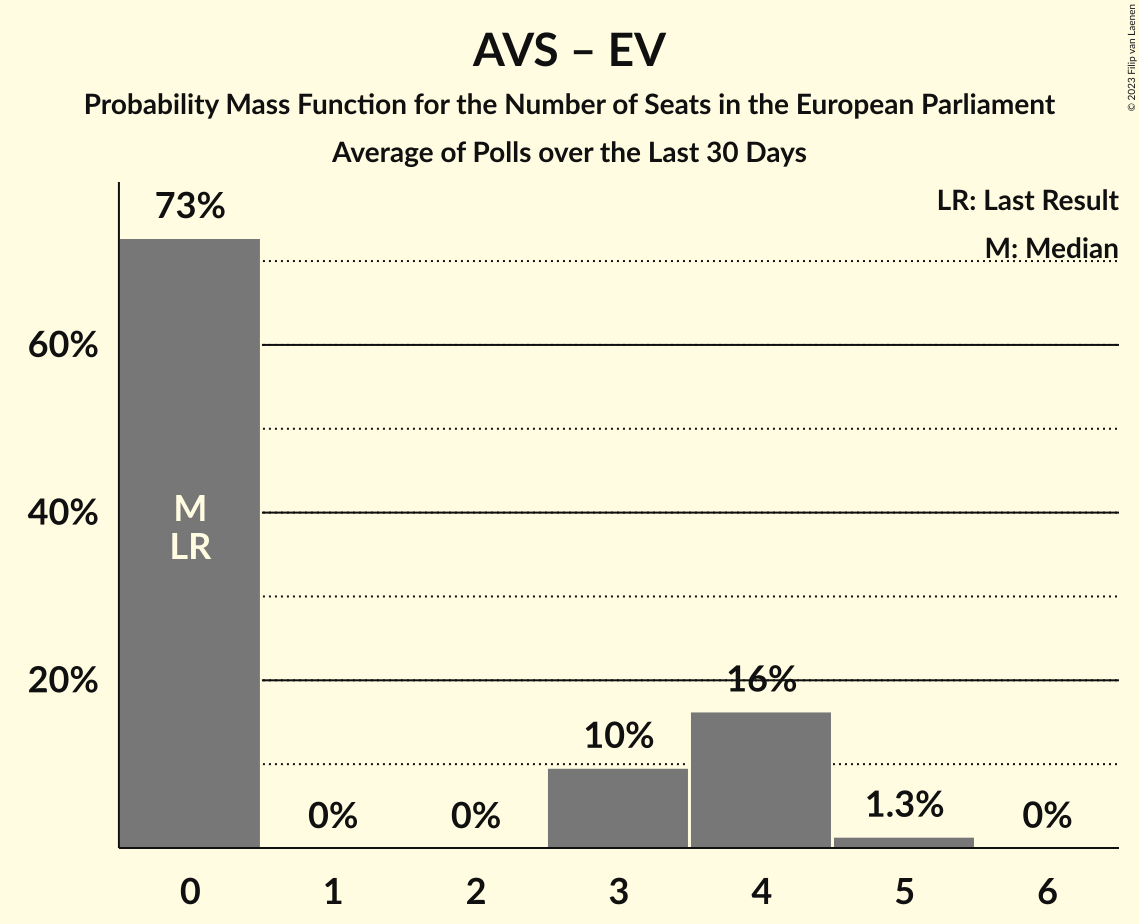 AVS – EV
Probability Mass Function for the Number of Seats in the European Parliament
Average of Polls over the Last 30 Days
© 2023 Filip van Laenen
LR: Last Result
M: Median
73%
60%
40%
20%
M
LR
0%
0%
10%
16%
1.3%
0%
0 1 2 3 4 5 6